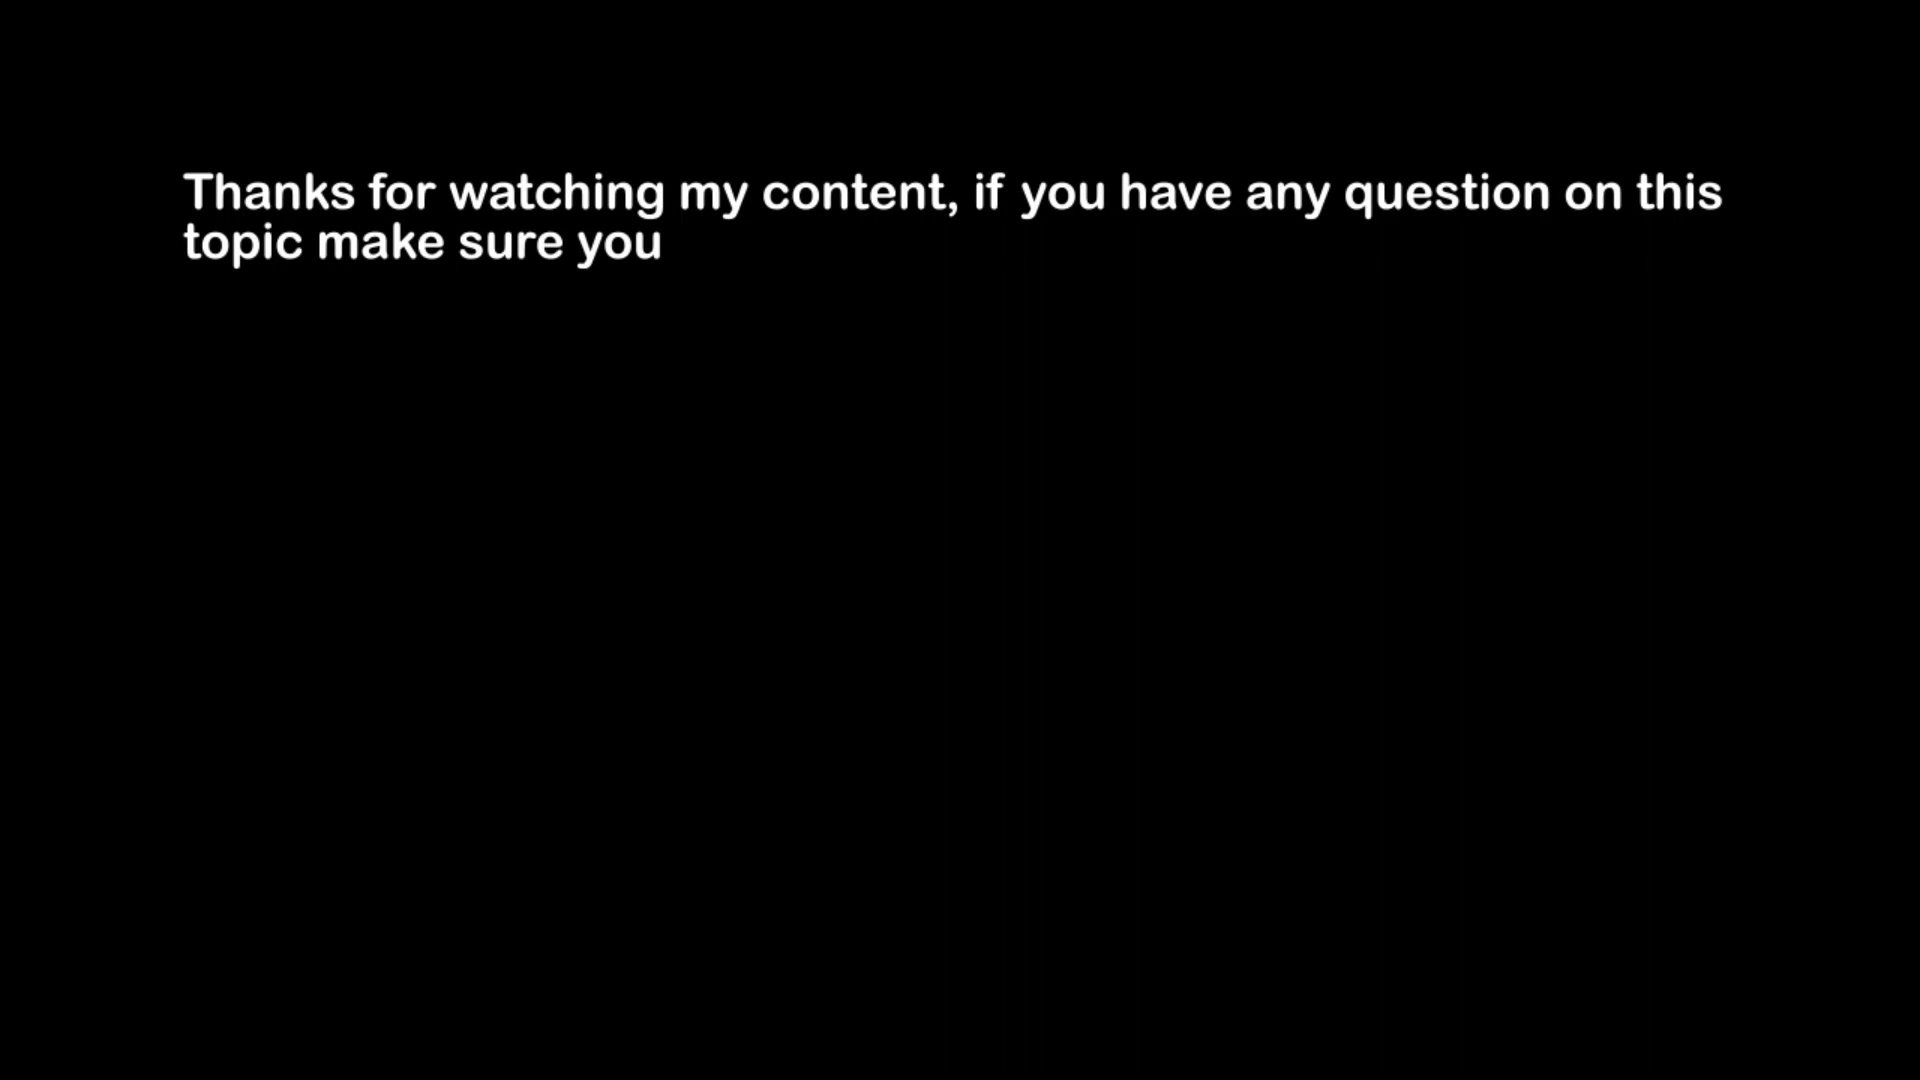 Thanks for watching my content, if you have any question on this
topic make sure you